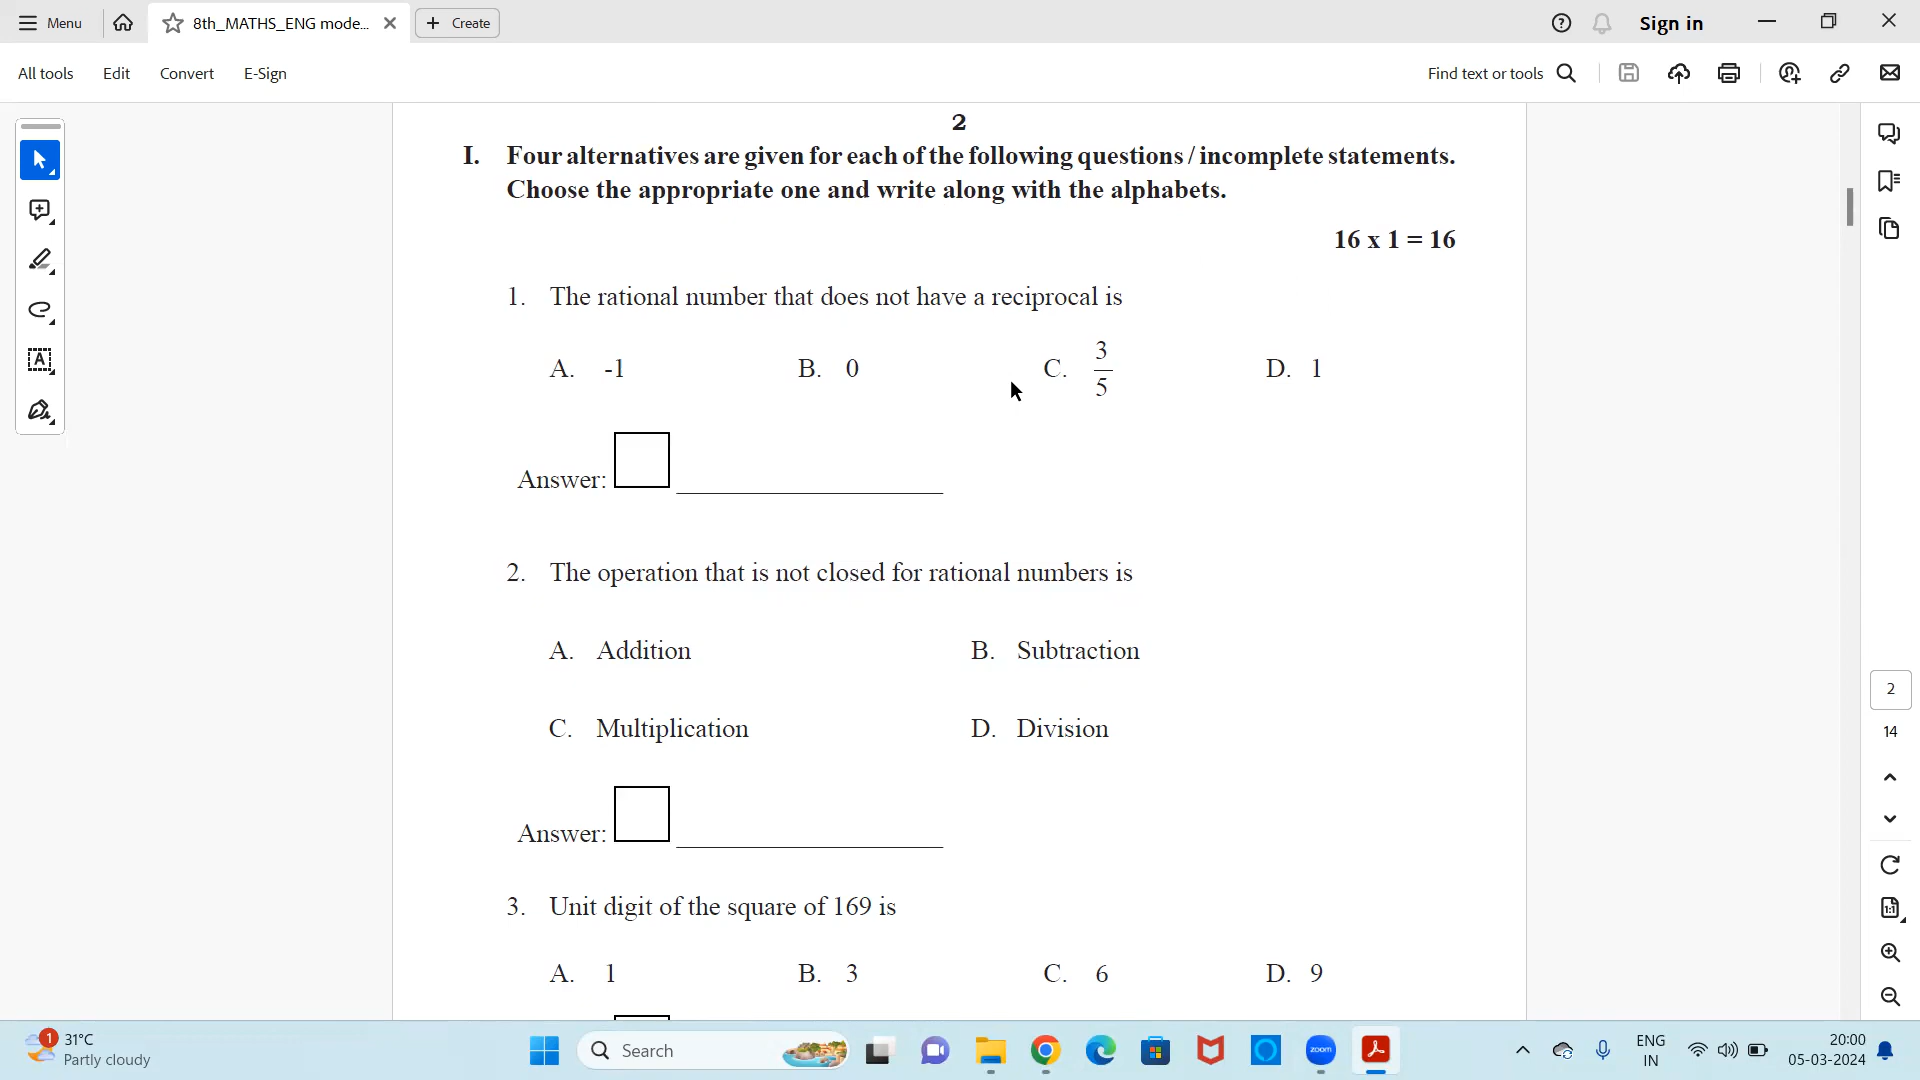 Menu
8th_MATHS_ENG mode...
Create
Sign in
All tools
Edit
Convert
E-Sign
Find text or tools
2
I. Four alternatives are given for each of the following questions / incomplete statements.
Choose the appropriate one and write along with the alphabets.
16 x 1 = 16
1. The rational number that does not have a reciprocal is
A. -1 B. 0 C. 3/5 D. 1
Answer:
2. The operation that is not closed for rational numbers is
A. Addition B. Subtraction
C. Multiplication D. Division
Answer:
3. Unit digit of the square of 169 is
A. 1 B. 3 C. 6 D. 9
2
14
1:1
1
31°C
Partly cloudy
Search
zoom
ENG
IN
20:00
05-03-2024